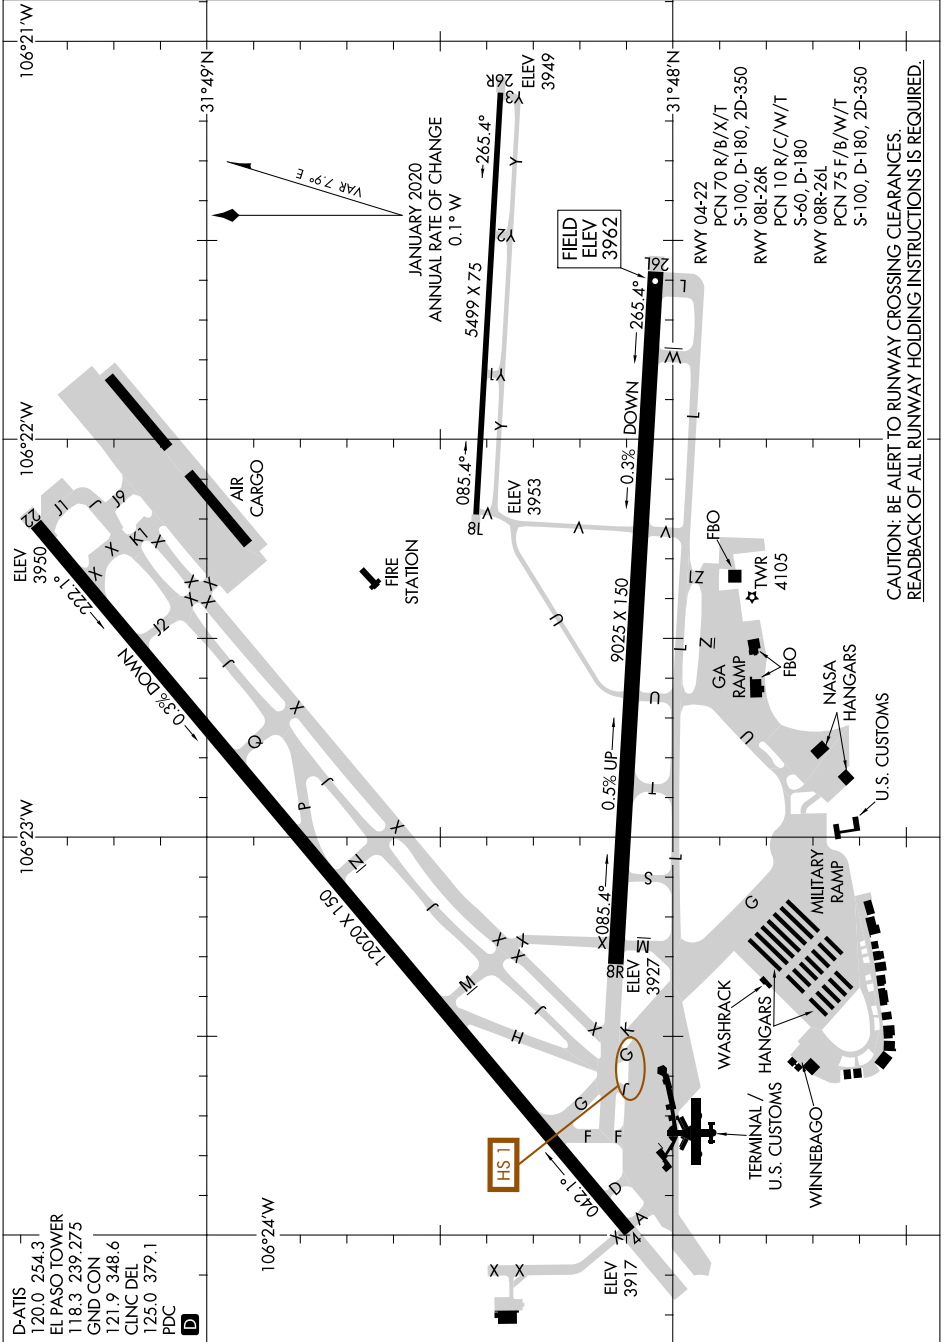 D-ATIS
120.0 254.3
EL PASO TOWER
118.3 239.275
GND CON
121.9 348.6
CLNC DEL
125.0 379.1
PDC
D
106°24'W
106°23'W
106°22'W
106°21'W
31°49'N
31°48'N
JANUARY 2020
ANNUAL RATE OF CHANGE
0.1° W
VAR 7.9° E
ELEV
3950
22
222.1°
0.3% DOWN
12020 X 150
042.1°
4
ELEV
3917
J1
J
J6
X
X
K1
X
X
X
X
X
J2
J
X
Q
J
P
X
N
J
X
X
X
M
J
H
X
K
G
J
G
F
F
D
A
X
X
X
HS 1
AIR
CARGO
FIRE
STATION
26R
ELEV
3949
Y3
265.4°
Y
Y2
5499 X 75
Y1
Y
085.4°
8L
ELEV
3953
V
V
V
U
FIELD
ELEV
3962
26L
265.4°
L
W
0.3% DOWN
L
9025 X 150
0.5% UP
085.4°
X
8R
ELEV
3927
M
S
T
U
L
L
Z1
Z
U
G
FBO
TWR
4105
GA
RAMP
FBO
NASA
HANGARS
U.S. CUSTOMS
MILITARY
RAMP
WASHRACK
HANGARS
TERMINAL /
U.S. CUSTOMS
WINNEBAGO
RWY 04-22
PCN 70 R/B/X/T
S-100, D-180, 2D-350
RWY 08L-26R
PCN 10 R/C/W/T
S-60, D-180
RWY 08R-26L
PCN 75 F/B/W/T
S-100, D-180, 2D-350
CAUTION: BE ALERT TO RUNWAY CROSSING CLEARANCES.
READBACK OF ALL RUNWAY HOLDING INSTRUCTIONS IS REQUIRED.